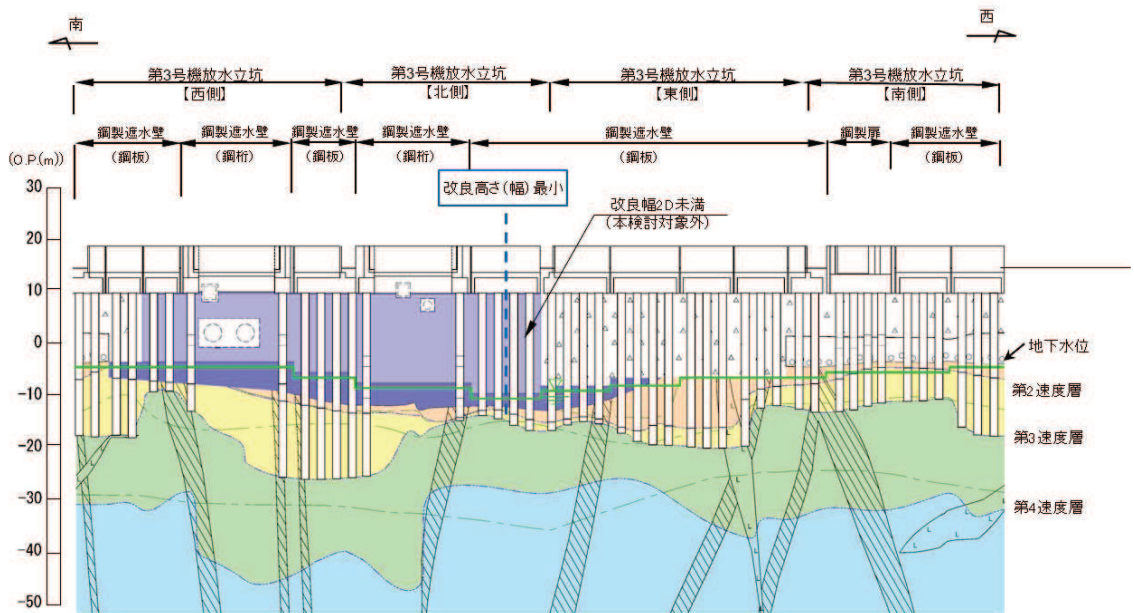 南
西
第3号機放水立坑
【西側】
第3号機放水立坑
【北側】
第3号機放水立坑
【東側】
第3号機放水立坑
【南側】
鋼製遮水壁
(鋼板)
鋼製遮水壁
(鋼桁)
鋼製遮水壁
(鋼板)
鋼製遮水壁
(鋼桁)
鋼製遮水壁
(鋼板)
鋼製扉
鋼製遮水壁
(鋼板)
(O.P.(m))
30
20
10
0
-10
-20
-30
-40
-50
改良高さ(幅)最小
改良幅2D未満
(本検討対象外)
地下水位
第2速度層
第3速度層
第4速度層